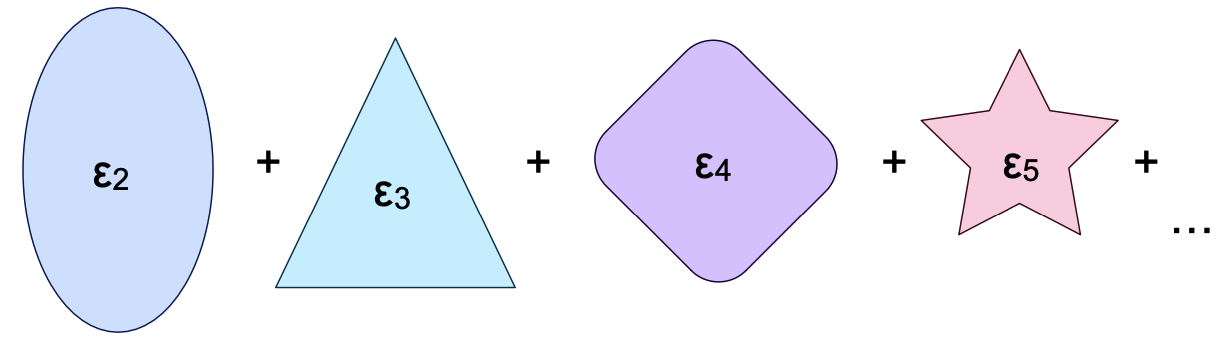 ε2 + ε3 + ε4 + ε5 + ...